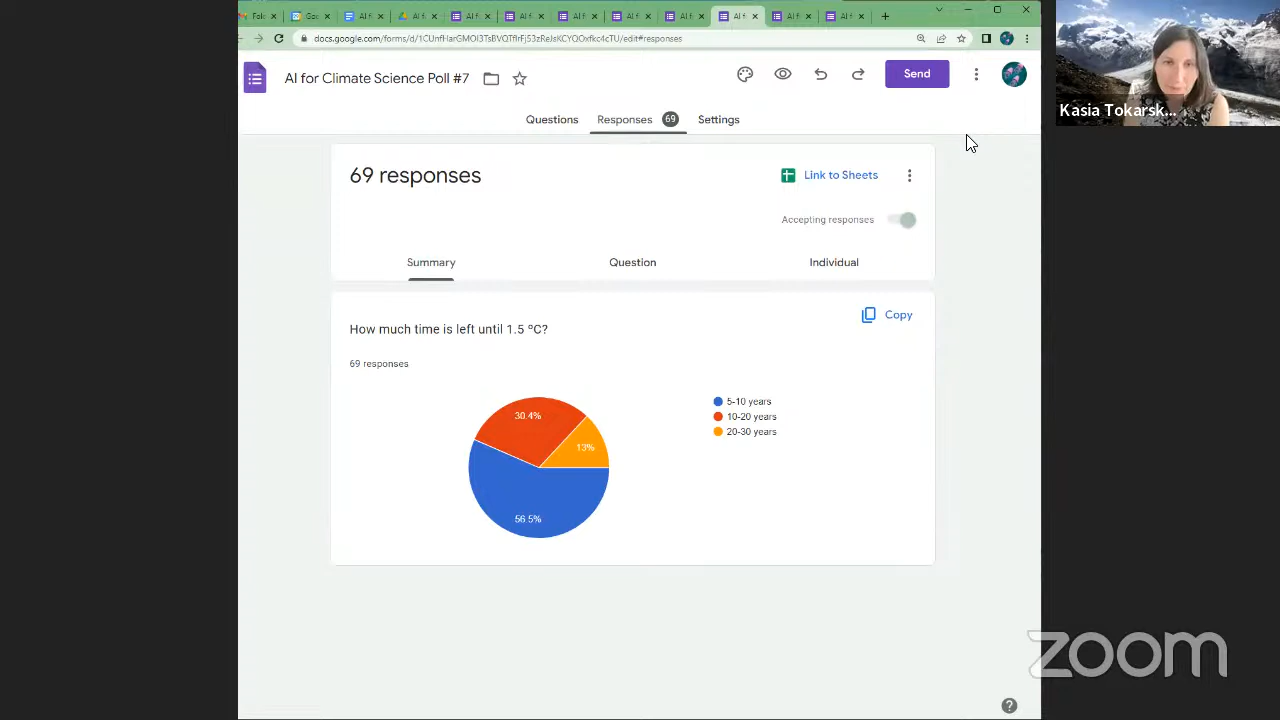 docs.google.com/forms/d/
/edit#responses
AI for Climate Science Poll #7
Send
Questions
Responses 69
Settings
69 responses
Link to Sheets
Accepting responses
Summary
Question
Individual
Copy
How much time is left until 1.5 ºC?
69 responses
30.4%
13%
56.5%
5-10 years
10-20 years
20-30 years
Kasia Tokarsk...
zoom